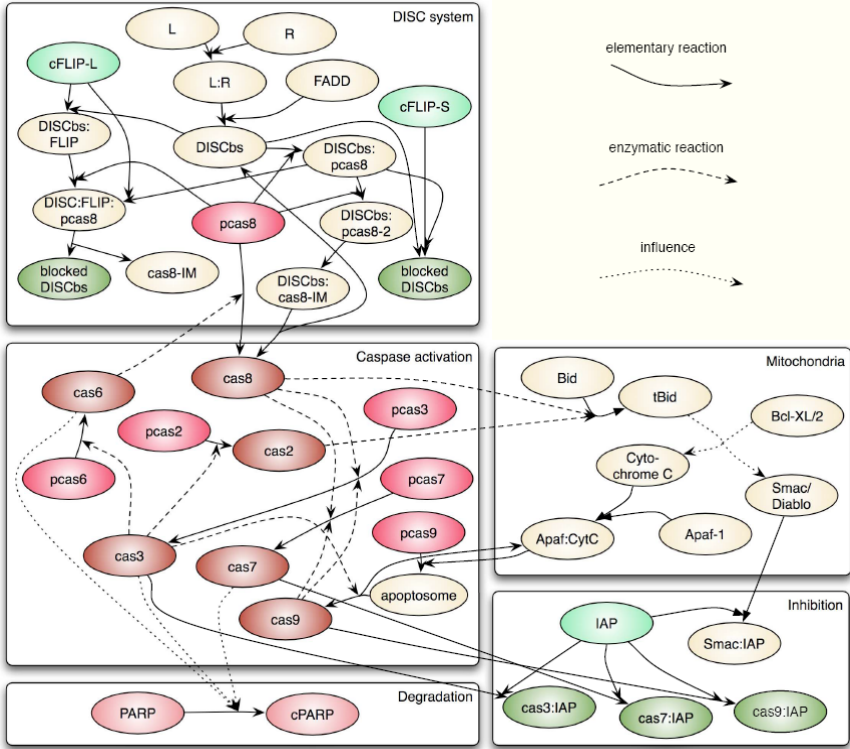 DISC system
L
R
cFLIP-L
L:R
FADD
cFLIP-S
DISCbs:
FLIP
DISCbs
DISCbs:
pcas8
DISC:FLIP:
pcas8
pcas8
DISCbs:
pcas8-2
blocked
DISCbs
cas8-IM
DISCbs:
cas8-IM
blocked
DISCbs
elementary reaction
enzymatic reaction
influence
Caspase activation
cas6
cas8
pcas3
pcas2
cas2
pcas6
pcas7
pcas9
cas3
cas7
apoptosome
cas9
Mitochondria
Bid
tBid
Bcl-XL/2
Cyto-
chrome C
Smac/
Diablo
Apaf:CytC
Apaf-1
Inhibition
IAP
Smac:IAP
cas3:IAP
cas7:IAP
cas9:IAP
Degradation
PARP
cPARP